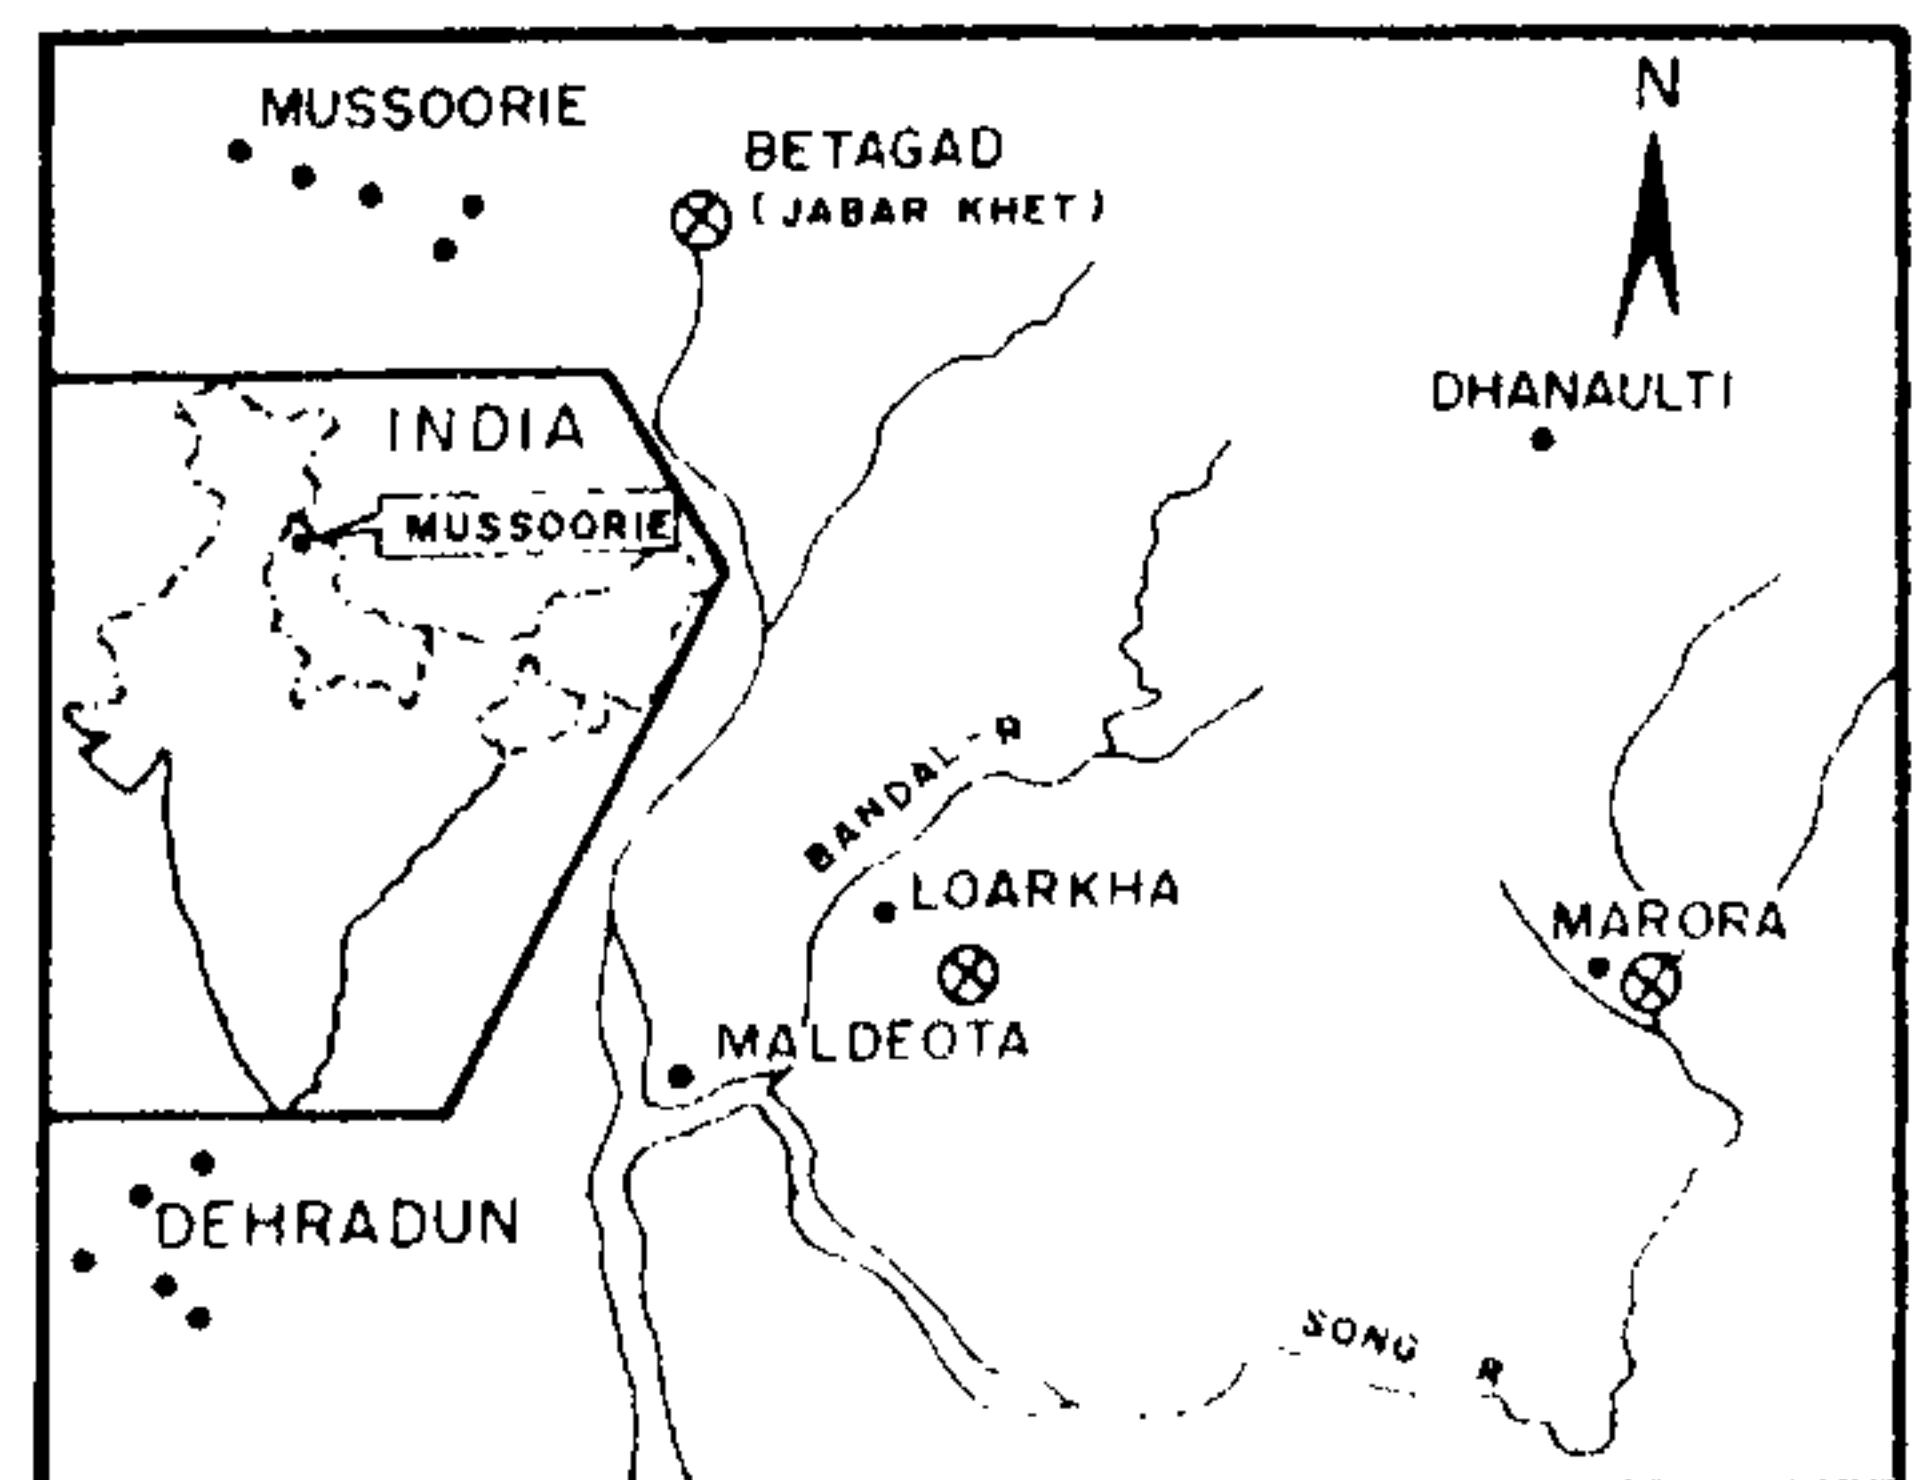 MUSSOORIE
N
BETAGAD
(JABAR KHET)
DHANAULTI
INDIA
MUSSOORIE
BANDAL-R
LOARKHA
MARORA
MALDEOTA
DEHRADUN
SONG R